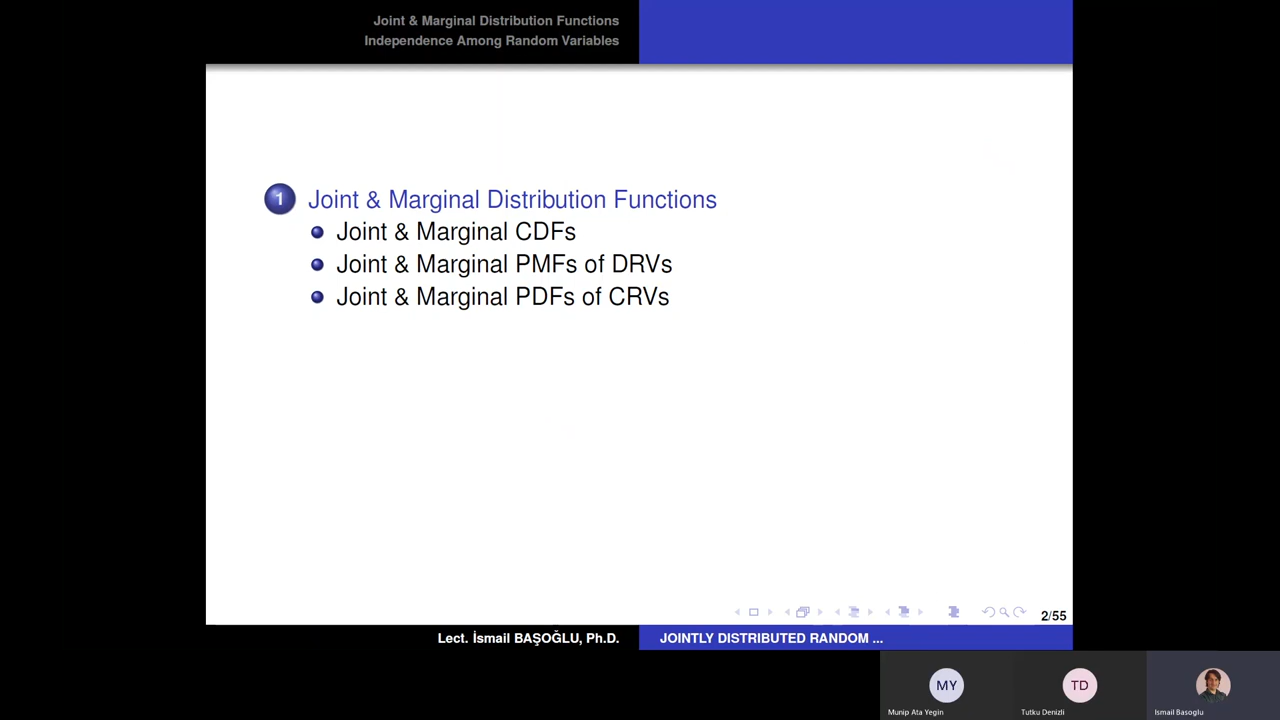 Joint & Marginal Distribution Functions
Independence Among Random Variables
1 Joint & Marginal Distribution Functions
Joint & Marginal CDFs
Joint & Marginal PMFs of DRVs
Joint & Marginal PDFs of CRVs
2/55
Lect. İsmail BAŞOĞLU, Ph.D.
JOINTLY DISTRIBUTED RANDOM ...
MY
TD
Munip Ata Yegin
Tutku Denizli
Ismail Basoglu